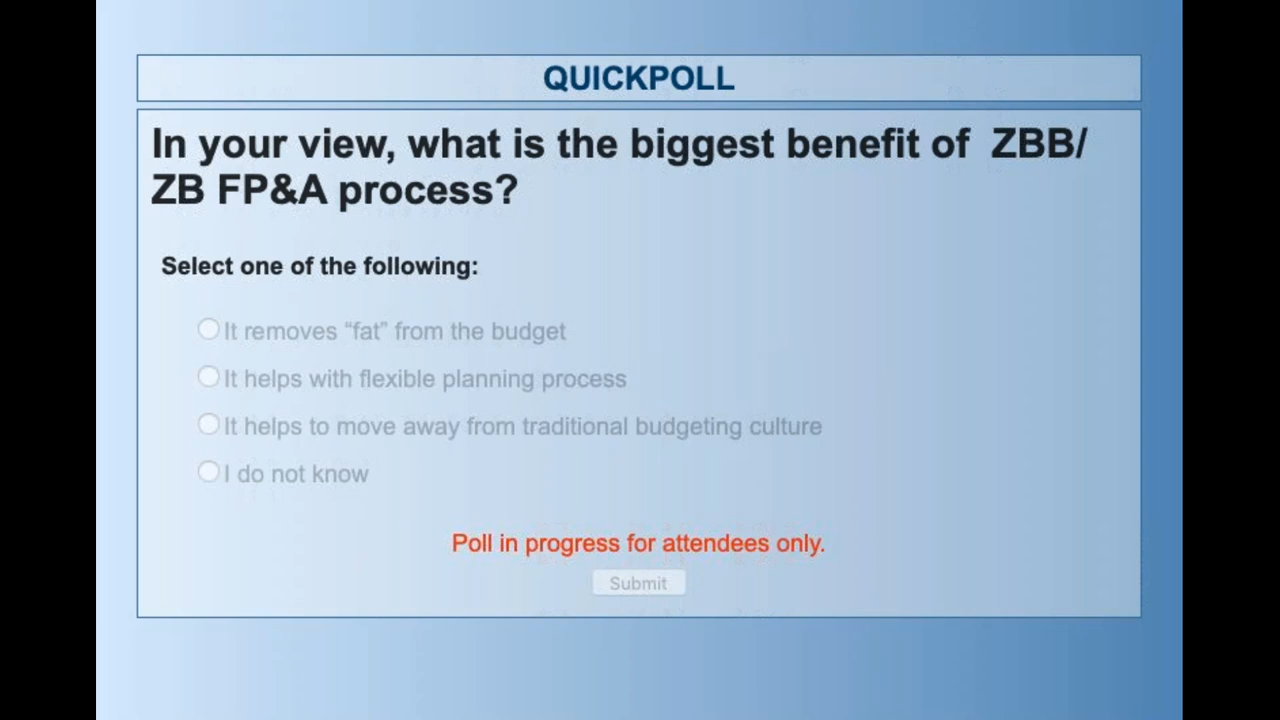 QUICKPOLL
In your view, what is the biggest benefit of  ZBB/
ZB FP&A process?
Select one of the following:
It removes “fat” from the budget
It helps with flexible planning process
It helps to move away from traditional budgeting culture
I do not know
Poll in progress for attendees only.
Submit